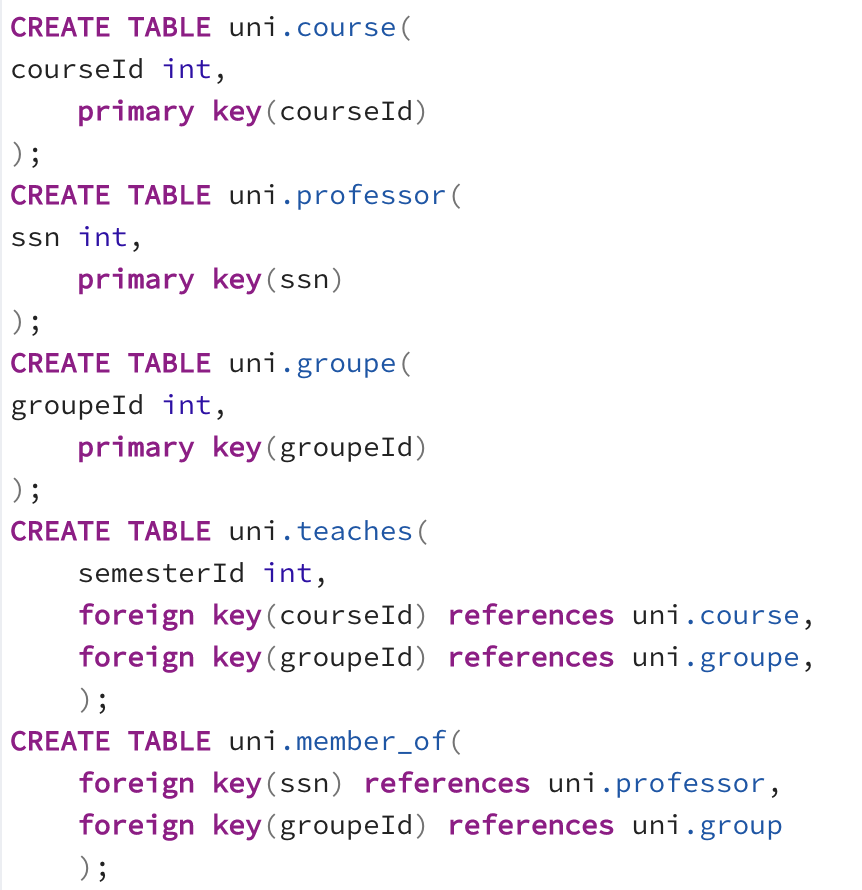 CREATE TABLE uni.course(
courseId int,
    primary key(courseId)
);
CREATE TABLE uni.professor(
ssn int,
    primary key(ssn)
);
CREATE TABLE uni.groupe(
groupeId int,
    primary key(groupeId)
);
CREATE TABLE uni.teaches(
    semesterId int,
    foreign key(courseId) references uni.course,
    foreign key(groupeId) references uni.groupe,
    );
CREATE TABLE uni.member_of(
    foreign key(ssn) references uni.professor,
    foreign key(groupeId) references uni.group
    );